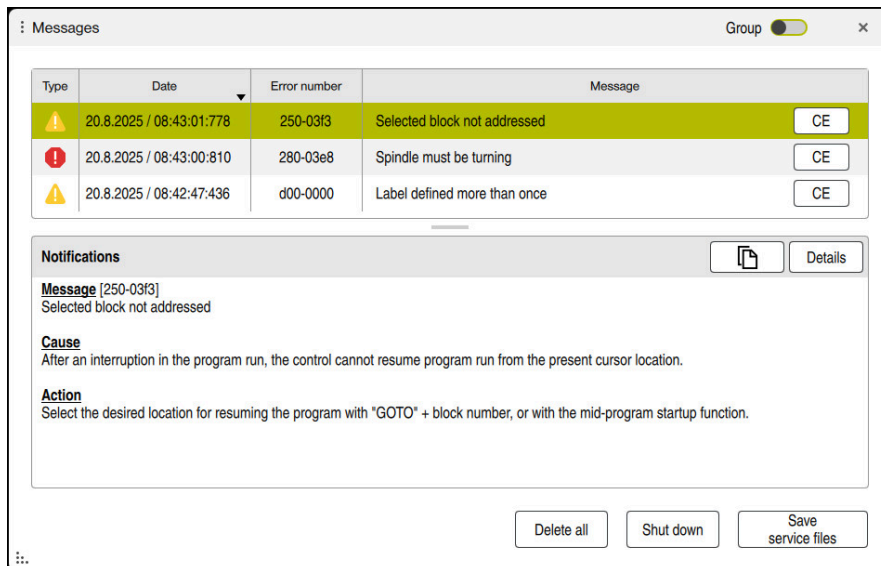 Messages Group
Type Date Error number Message
20.8.2025 / 08:43:01:778 250-03f3 Selected block not addressed CE
20.8.2025 / 08:43:00:810 280-03e8 Spindle must be turning CE
20.8.2025 / 08:42:47:436 d00-0000 Label defined more than once CE
Notifications Details
Message [250-03f3]
Selected block not addressed
Cause
After an interruption in the program run, the control cannot resume program run from the present cursor location.
Action
Select the desired location for resuming the program with "GOTO" + block number, or with the mid-program startup function.
Delete all Shut down Save
service files